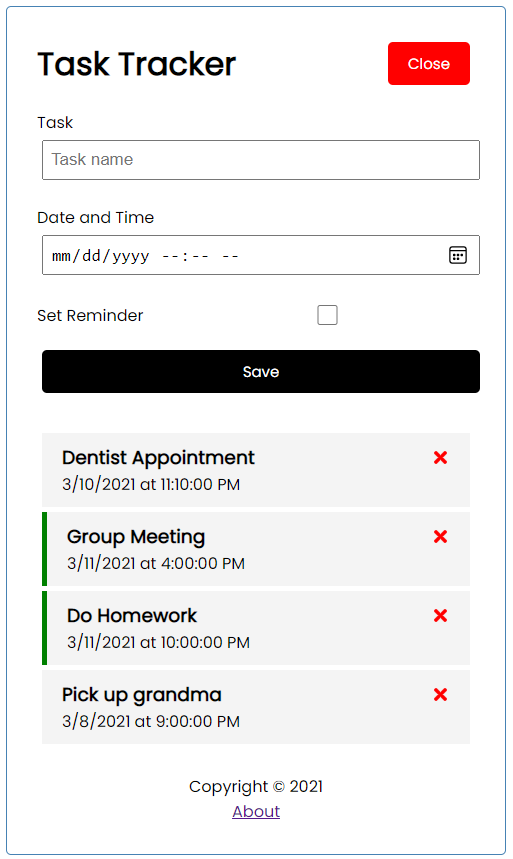 Task Tracker
Close
Task
Task name
Date and Time
mm/dd/yyyy --:-- --
Set Reminder
Save
Dentist Appointment
3/10/2021 at 11:10:00 PM
Group Meeting
3/11/2021 at 4:00:00 PM
Do Homework
3/11/2021 at 10:00:00 PM
Pick up grandma
3/8/2021 at 9:00:00 PM
Copyright © 2021
About